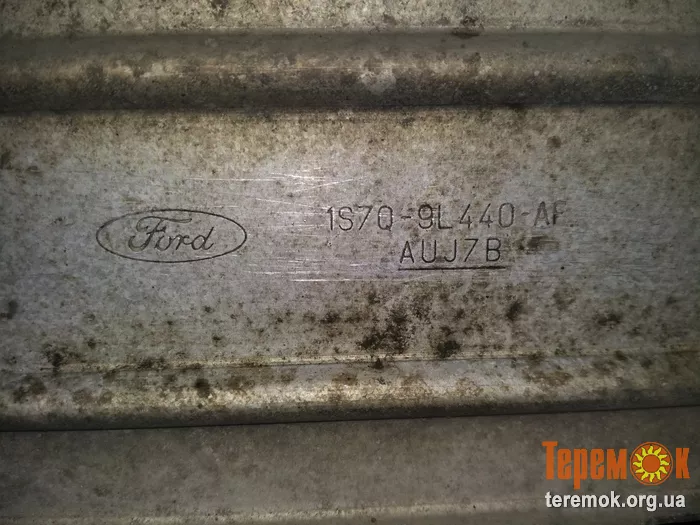 Ford
1S7Q-9L440-AF
AUJ7B
Теремок
teremok.org.ua